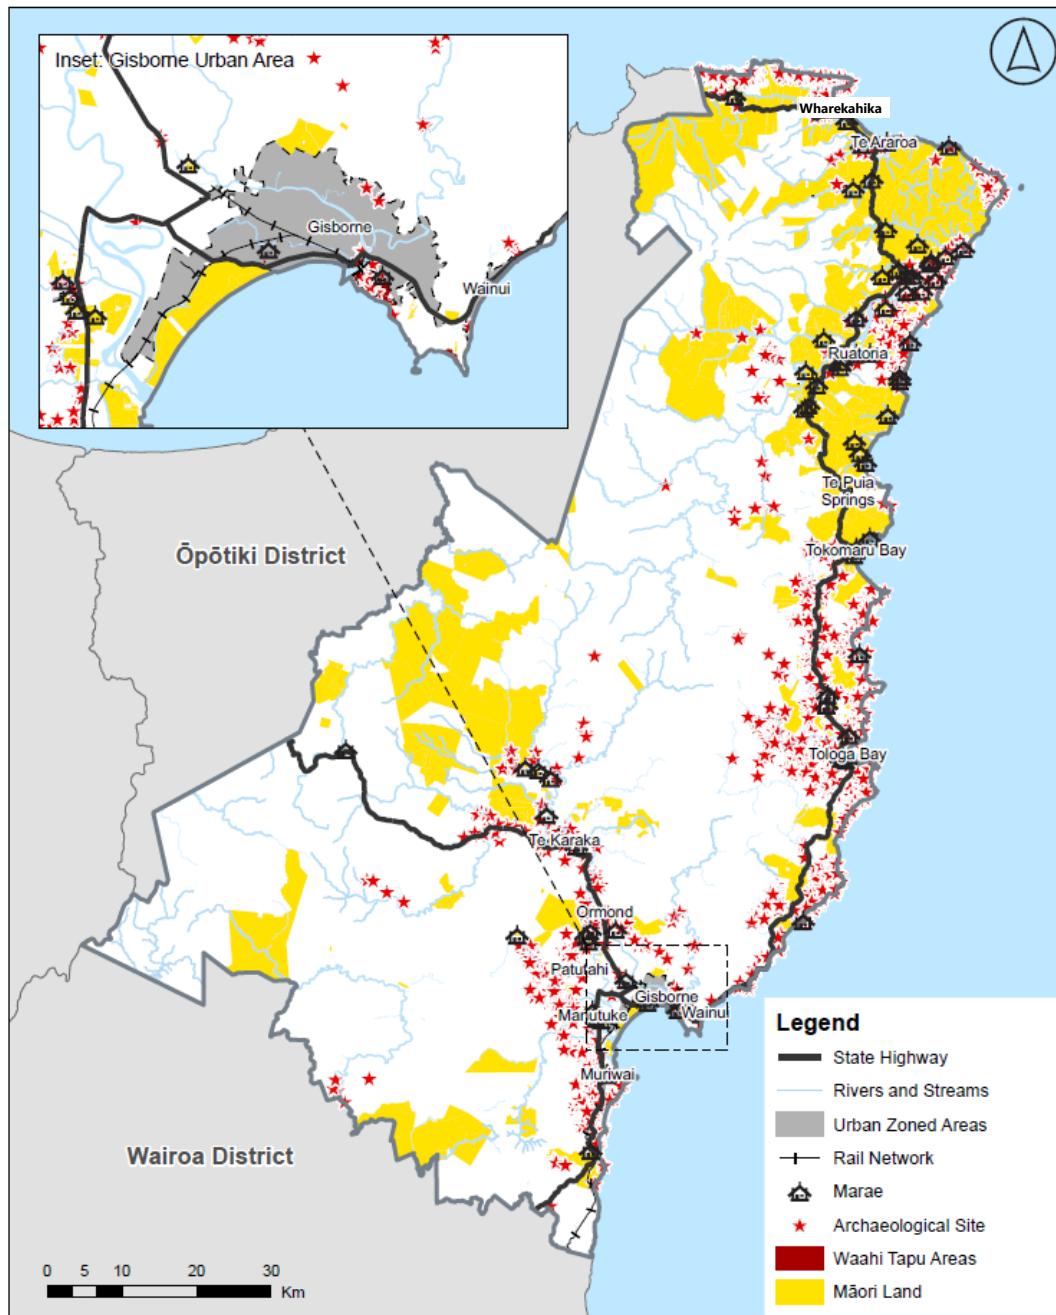 Inset: Gisborne Urban Area
Gisborne
Wainui
Wharekahika
Te Araroa
Ruatoria
Te Puia
Springs
Tokomaru Bay
Ōpōtiki District
Tologa Bay
Te Karaka
Ormond
Patutahi
Gisborne
Manutuke
Wainui
Muriwai
Wairoa District
Legend
State Highway
Rivers and Streams
Urban Zoned Areas
Rail Network
Marae
Archaeological Site
Waahi Tapu Areas
Māori Land
0 5 10 20 30
Km